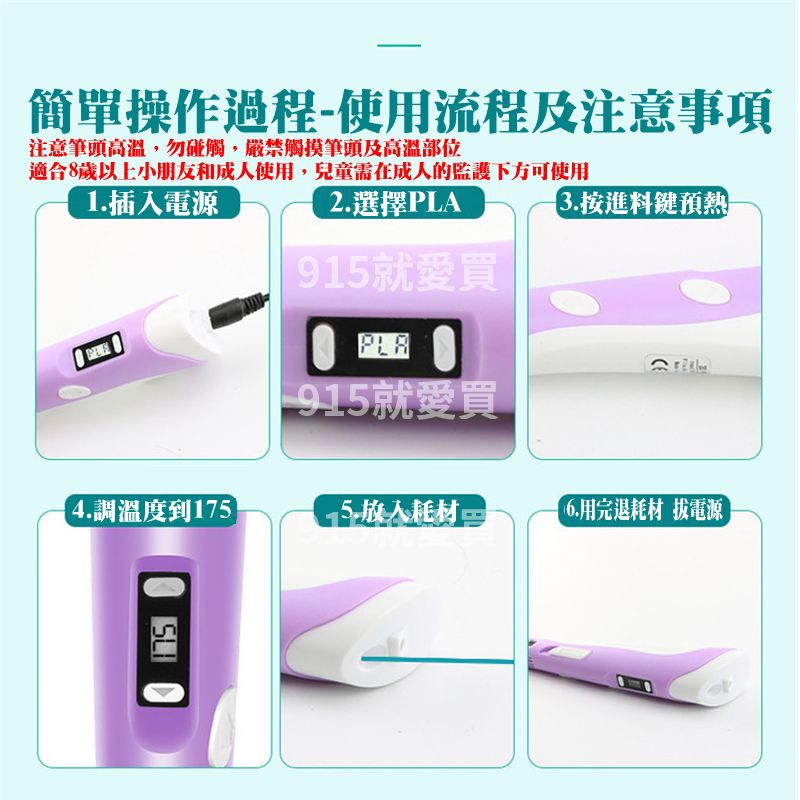 簡單操作過程-使用流程及注意事項
注意筆頭高溫，勿碰觸，嚴禁觸摸筆頭及高溫部位
適合8歲以上小朋友和成人使用，兒童需在成人的監護下方可使用
1.插入電源
2.選擇PLA
3.按進料鍵預熱
915就愛買
PLA
PLA
CE
915就愛買
4.調溫度到175
5.放入耗材
6.用完退耗材 拔電源
915就愛買
175